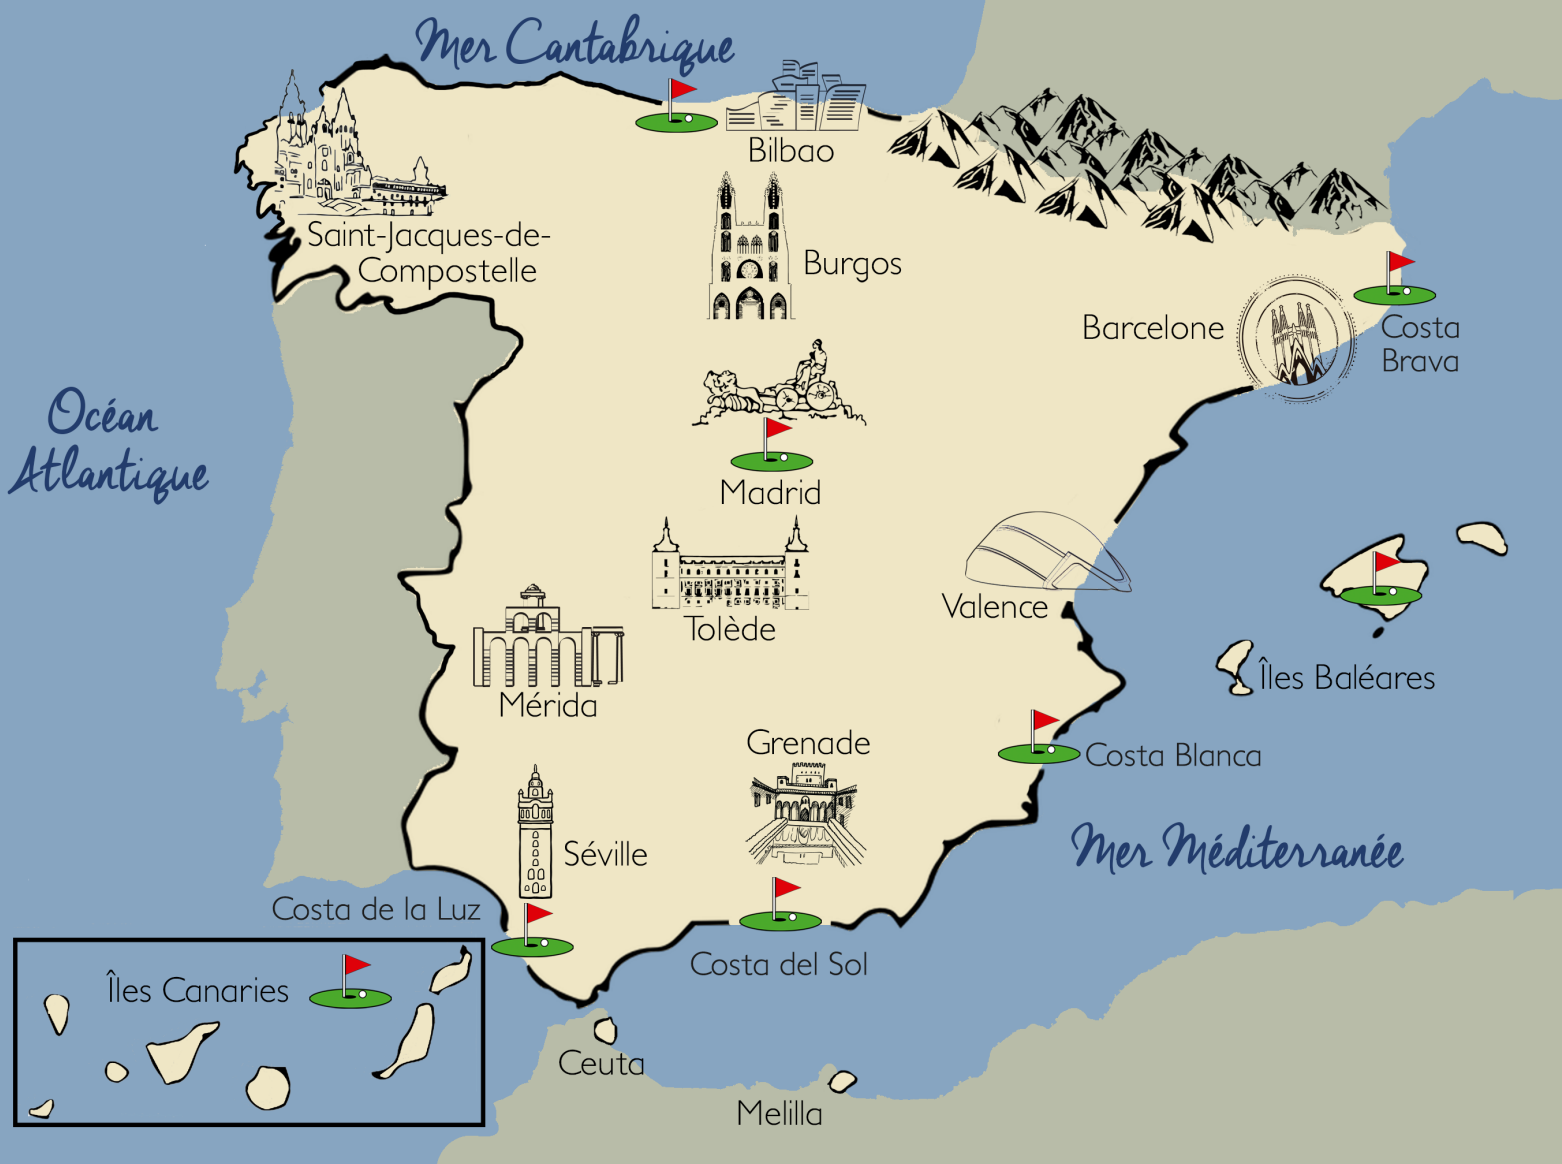 Mer Cantabrique
Bilbao
Saint-Jacques-de-
Compostelle
Burgos
Barcelone
Costa
Brava
Océan
Atlantique
Madrid
Valence
Tolède
Îles Baléares
Mérida
Grenade
Costa Blanca
Mer Méditerranée
Séville
Costa de la Luz
Costa del Sol
Îles Canaries
Ceuta
Melilla